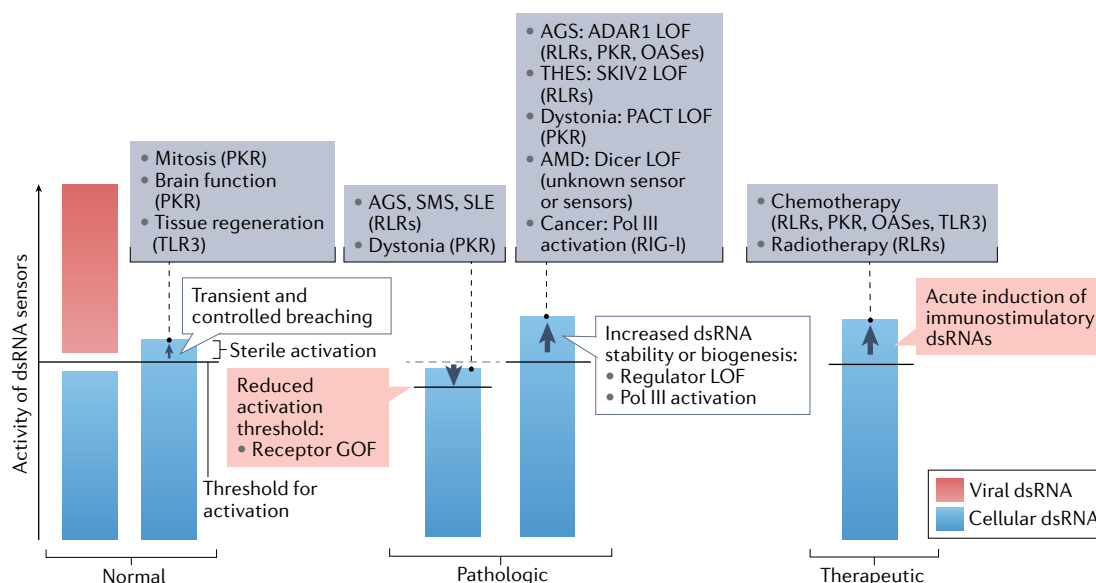 Activity of dsRNA sensors
• Mitosis (PKR)
• Brain function
(PKR)
• Tissue regeneration
(TLR3)
Transient and
controlled breaching
Sterile activation
Threshold for
activation
Normal
• AGS, SMS, SLE
(RLRs)
• Dystonia (PKR)
Reduced
activation
threshold:
• Receptor GOF
• AGS: ADAR1 LOF
(RLRs, PKR, OASes)
• THES: SKIV2 LOF
(RLRs)
• Dystonia: PACT LOF
(PKR)
• AMD: Dicer LOF
(unknown sensor
or sensors)
• Cancer: Pol III
activation (RIG-I)
Increased dsRNA
stability or biogenesis:
• Regulator LOF
• Pol III activation
Pathologic
• Chemotherapy
(RLRs, PKR, OASes, TLR3)
• Radiotherapy (RLRs)
Acute induction of
immunostimulatory
dsRNAs
Therapeutic
Viral dsRNA
Cellular dsRNA